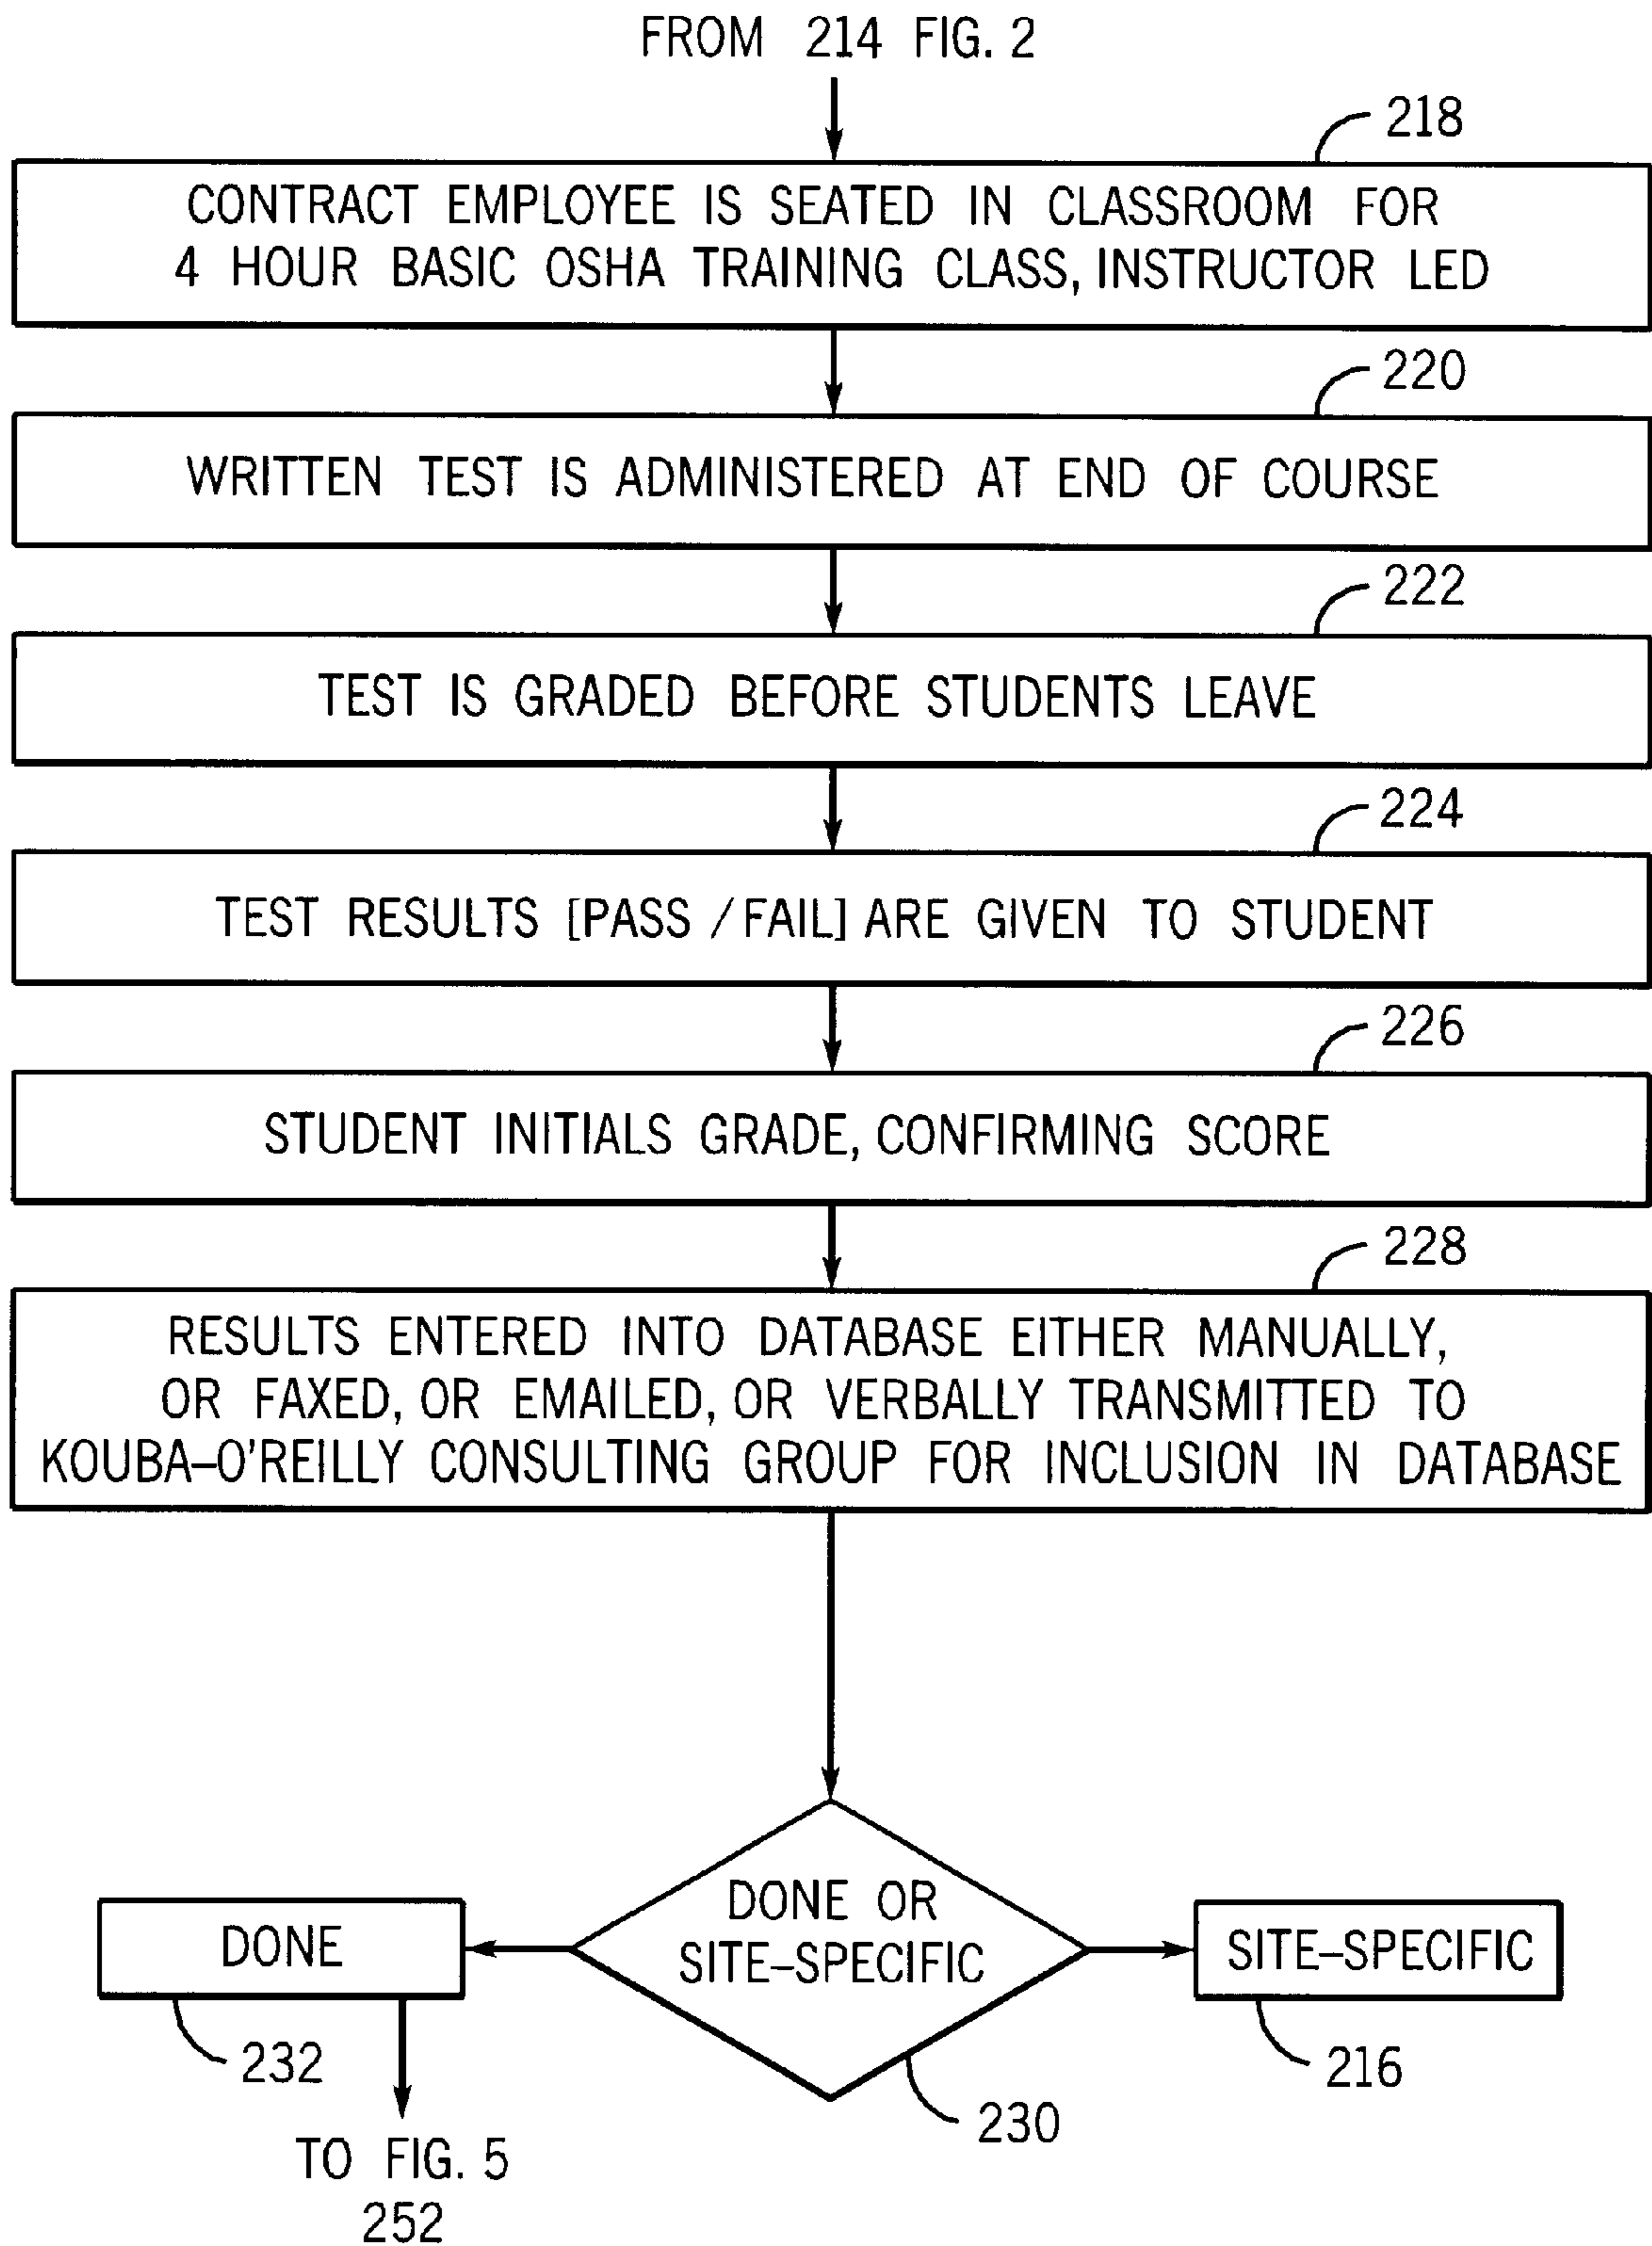 FROM 214 FIG. 2
218
CONTRACT EMPLOYEE IS SEATED IN CLASSROOM FOR
4 HOUR BASIC OSHA TRAINING CLASS, INSTRUCTOR LED
220
WRITTEN TEST IS ADMINISTERED AT END OF COURSE
222
TEST IS GRADED BEFORE STUDENTS LEAVE
224
TEST RESULTS [PASS / FAIL] ARE GIVEN TO STUDENT
226
STUDENT INITIALS GRADE, CONFIRMING SCORE
228
RESULTS ENTERED INTO DATABASE EITHER MANUALLY,
OR FAXED, OR EMAILED, OR VERBALLY TRANSMITTED TO
KOUBA–O'REILLY CONSULTING GROUP FOR INCLUSION IN DATABASE
DONE OR
SITE–SPECIFIC
DONE
SITE–SPECIFIC
232
216
230
TO FIG. 5
252